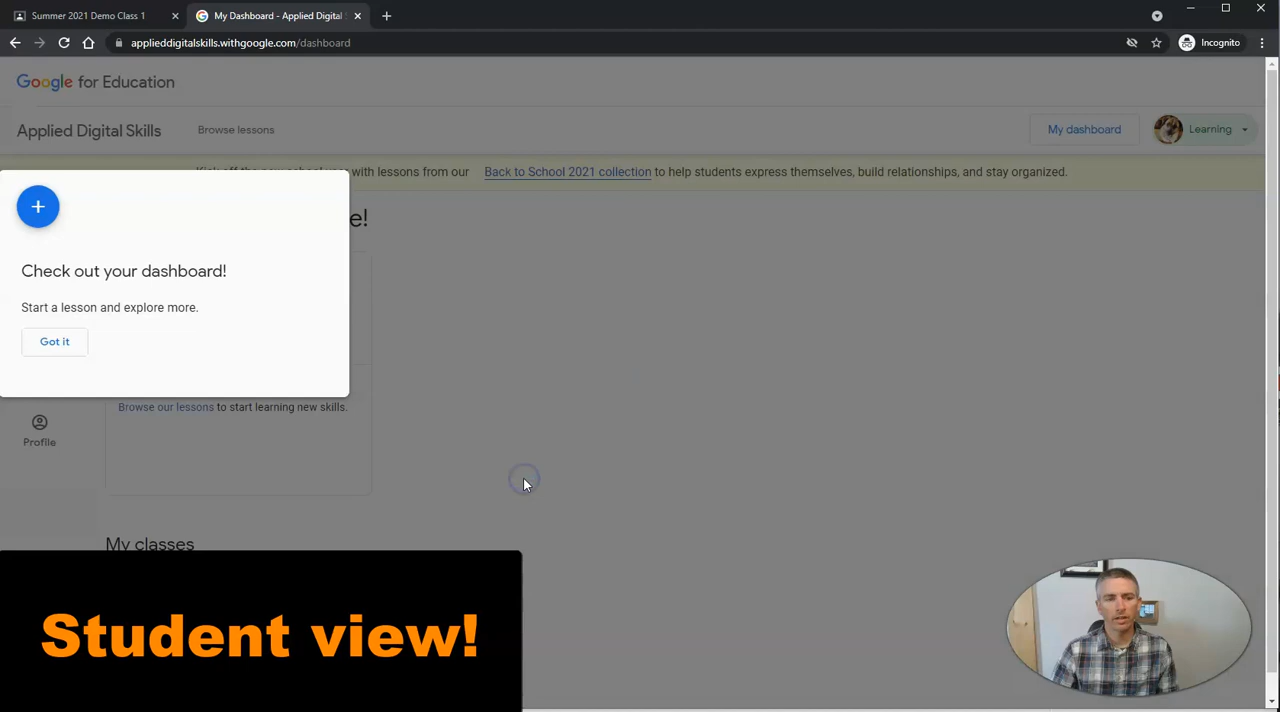 Summer 2021 Demo Class 1
My Dashboard - Applied Digital
applieddigitalskills.withgoogle.com/dashboard
Incognito
Google for Education
Applied Digital Skills
Browse lessons
My dashboard
Learning
with lessons from our Back to School 2021 collection to help students express themselves, build relationships, and stay organized.
e!
Check out your dashboard!
Start a lesson and explore more.
Got it
Browse our lessons to start learning new skills.
Profile
My classes
Student view!